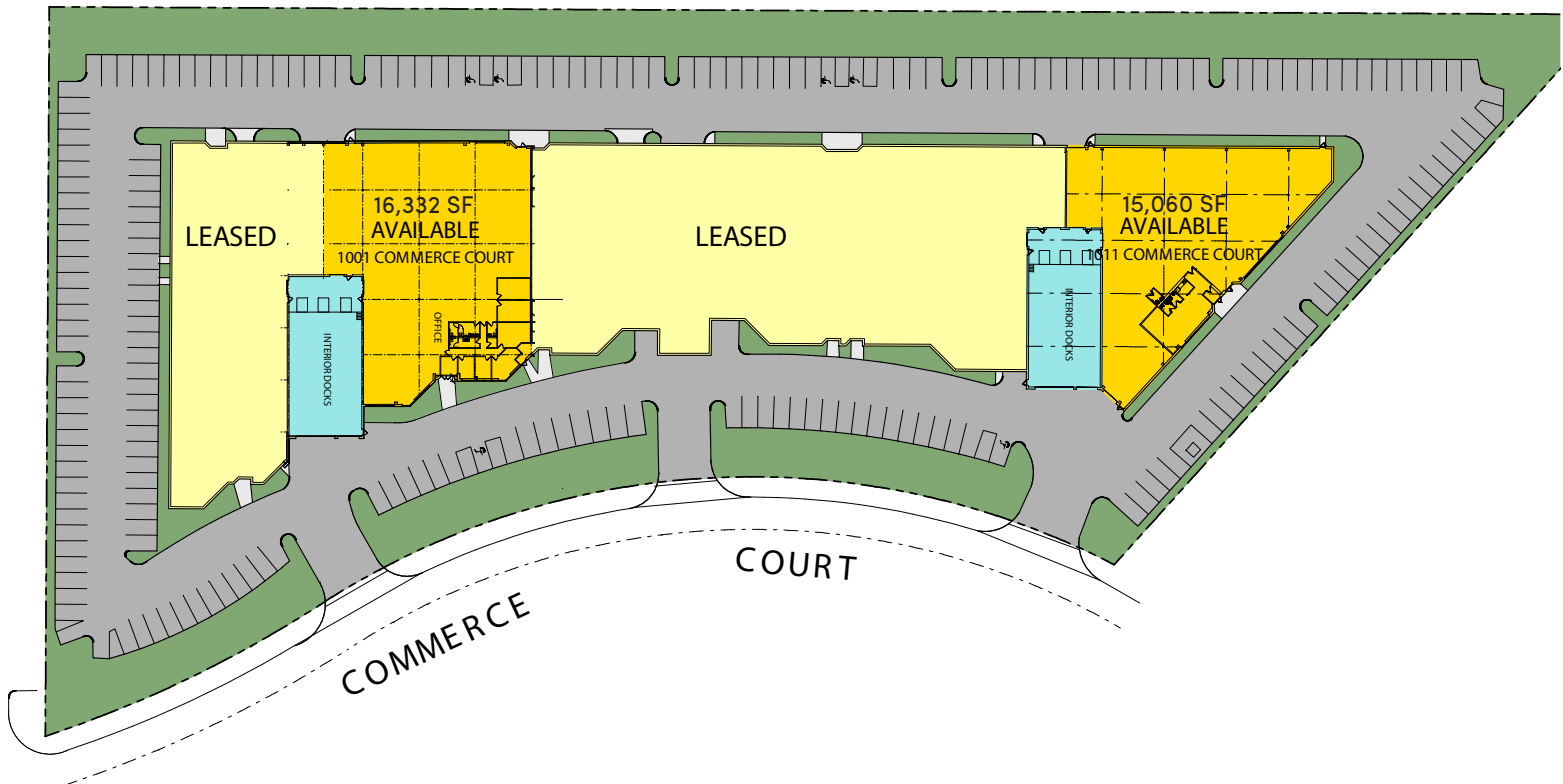 LEASED
16,332 SF
AVAILABLE
1001 COMMERCE COURT
OFFICE
INTERIOR DOCKS
LEASED
15,060 SF
AVAILABLE
1011 COMMERCE COURT
INTERIOR DOCKS
COMMERCE
COURT